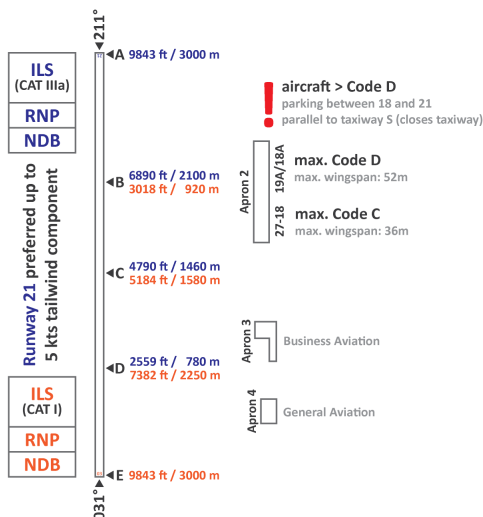 211°
A 9843 ft / 3000 m
ILS
(CAT IIIa)
RNP
NDB
aircraft > Code D
parking between 18 and 21
parallel to taxiway S (closes taxiway)
B
6890 ft / 2100 m
3018 ft / 920 m
Apron 2
19A/18A
max. Code D
max. wingspan: 52m
27-18
max. Code C
max. wingspan: 36m
Runway 21 preferred up to
5 kts tailwind component
C
4790 ft / 1460 m
5184 ft / 1580 m
D
2559 ft / 780 m
7382 ft / 2250 m
Apron 3
Business Aviation
Apron 4
General Aviation
ILS
(CAT I)
RNP
NDB
E 9843 ft / 3000 m
031°